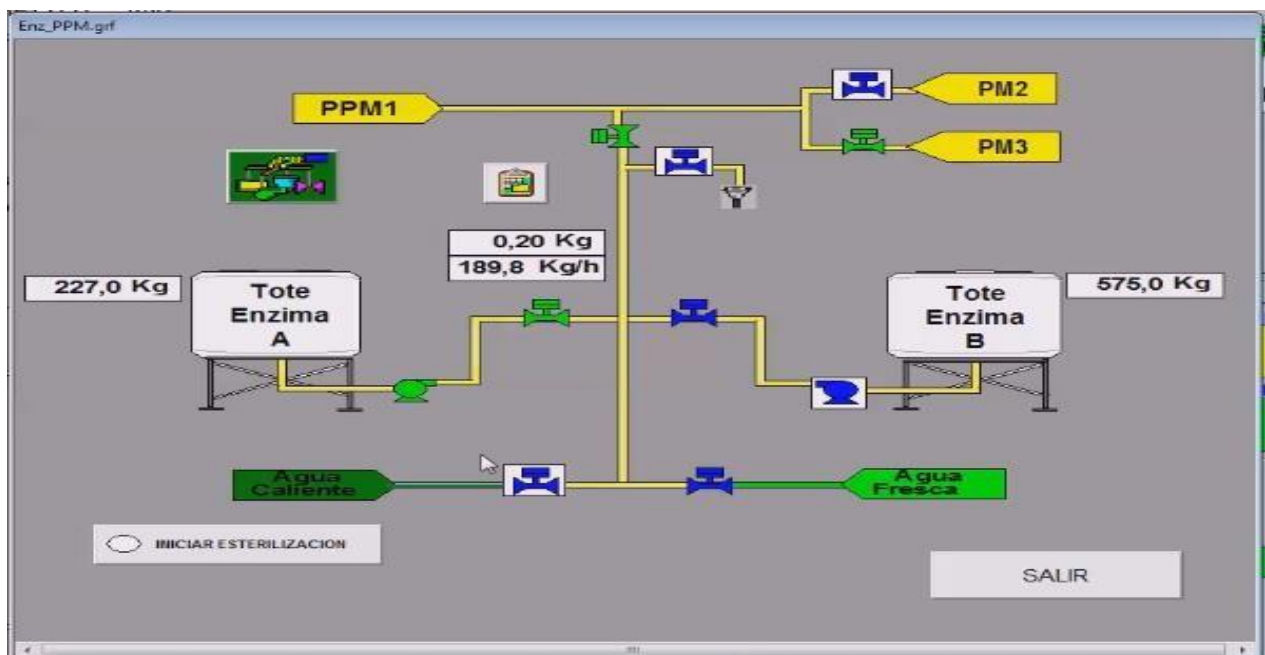 Enz_PPM.grf
PPM1
PM2
PM3
0,20 Kg
189,8 Kg/h
227,0 Kg
Tote
Enzima
A
Tote
Enzima
B
575,0 Kg
Agua
Caliente
Agua
Fresca
INICIAR ESTERILIZACION
SALIR